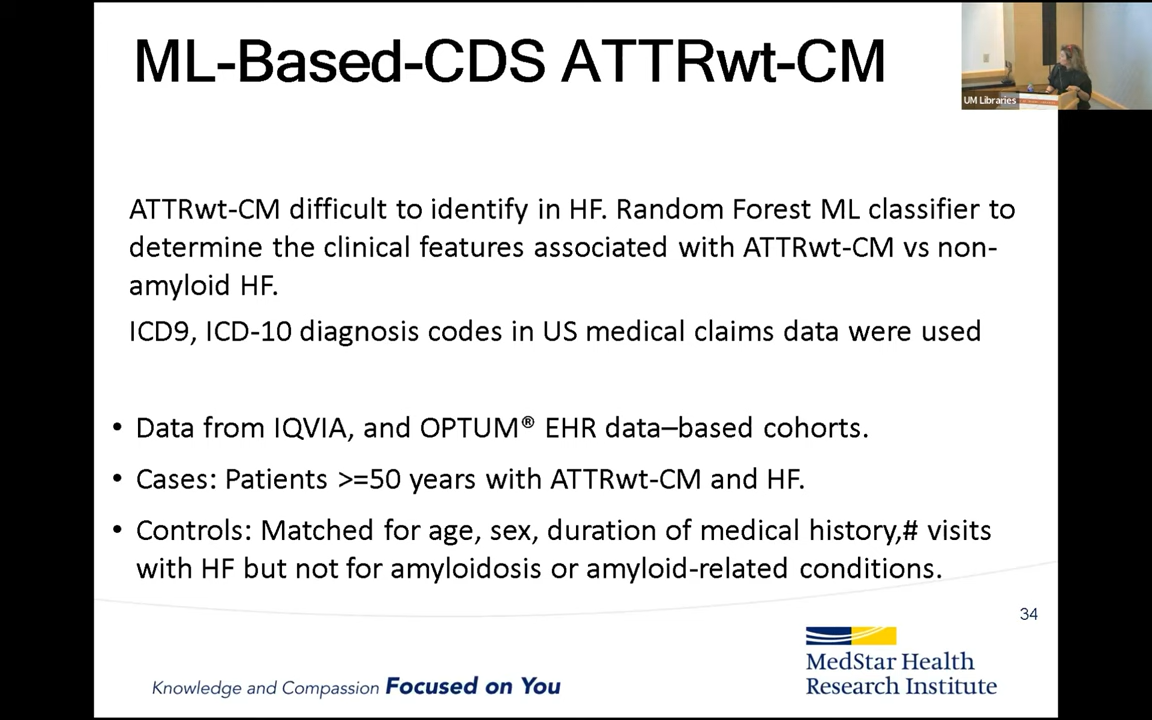 ML-Based-CDS ATTRwt-CM
UM Libraries
ATTRwt-CM difficult to identify in HF. Random Forest ML classifier to
determine the clinical features associated with ATTRwt-CM vs non-
amyloid HF.
ICD9, ICD-10 diagnosis codes in US medical claims data were used
• Data from IQVIA, and OPTUM® EHR data–based cohorts.
• Cases: Patients >=50 years with ATTRwt-CM and HF.
• Controls: Matched for age, sex, duration of medical history,# visits
with HF but not for amyloidosis or amyloid-related conditions.
34
MedStar Health
Research Institute
Knowledge and Compassion Focused on You